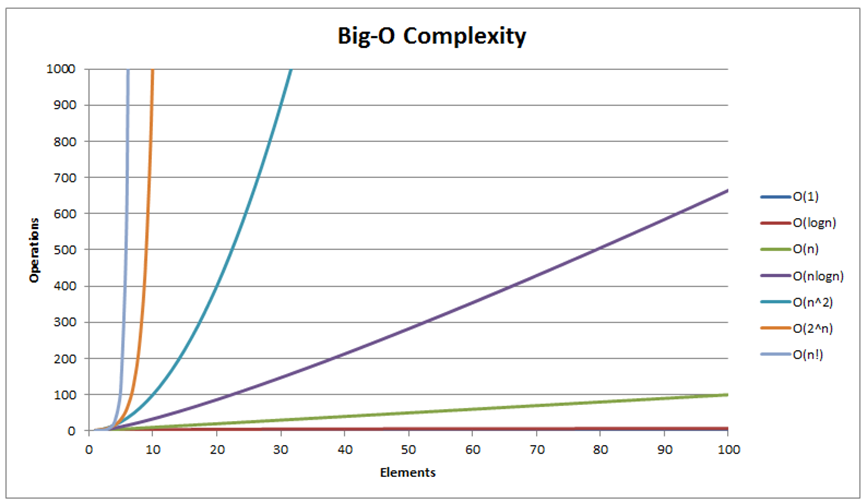 Big-O Complexity
Operations
1000
900
800
700
600
500
400
300
200
100
0
0 10 20 30 40 50 60 70 80 90 100
Elements
O(1)
O(logn)
O(n)
O(nlogn)
O(n^2)
O(2^n)
O(n!)